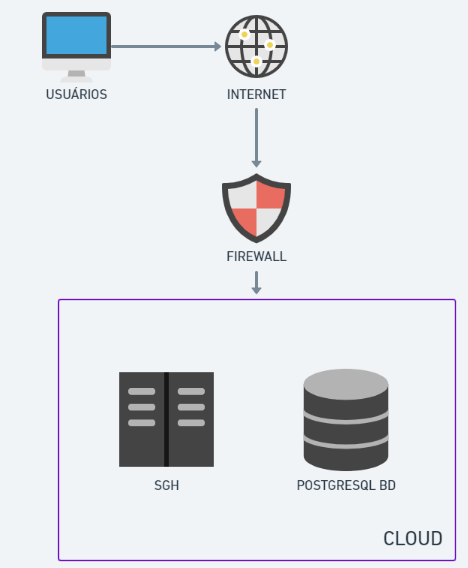 USUÁRIOS
INTERNET
FIREWALL
SGH
POSTGRESQL BD
CLOUD